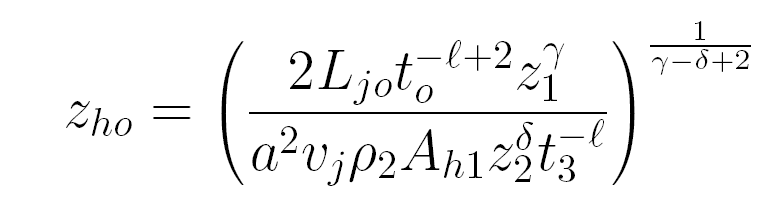 z_{ho} = \left( \frac{2L_{jo}t_o^{-\ell+2}z_1^{\gamma}}{a^2 v_j \rho_2 A_{h1} z_2^{\delta} t_3^{-\ell}} \right)^{\frac{1}{\gamma-\delta+2}}